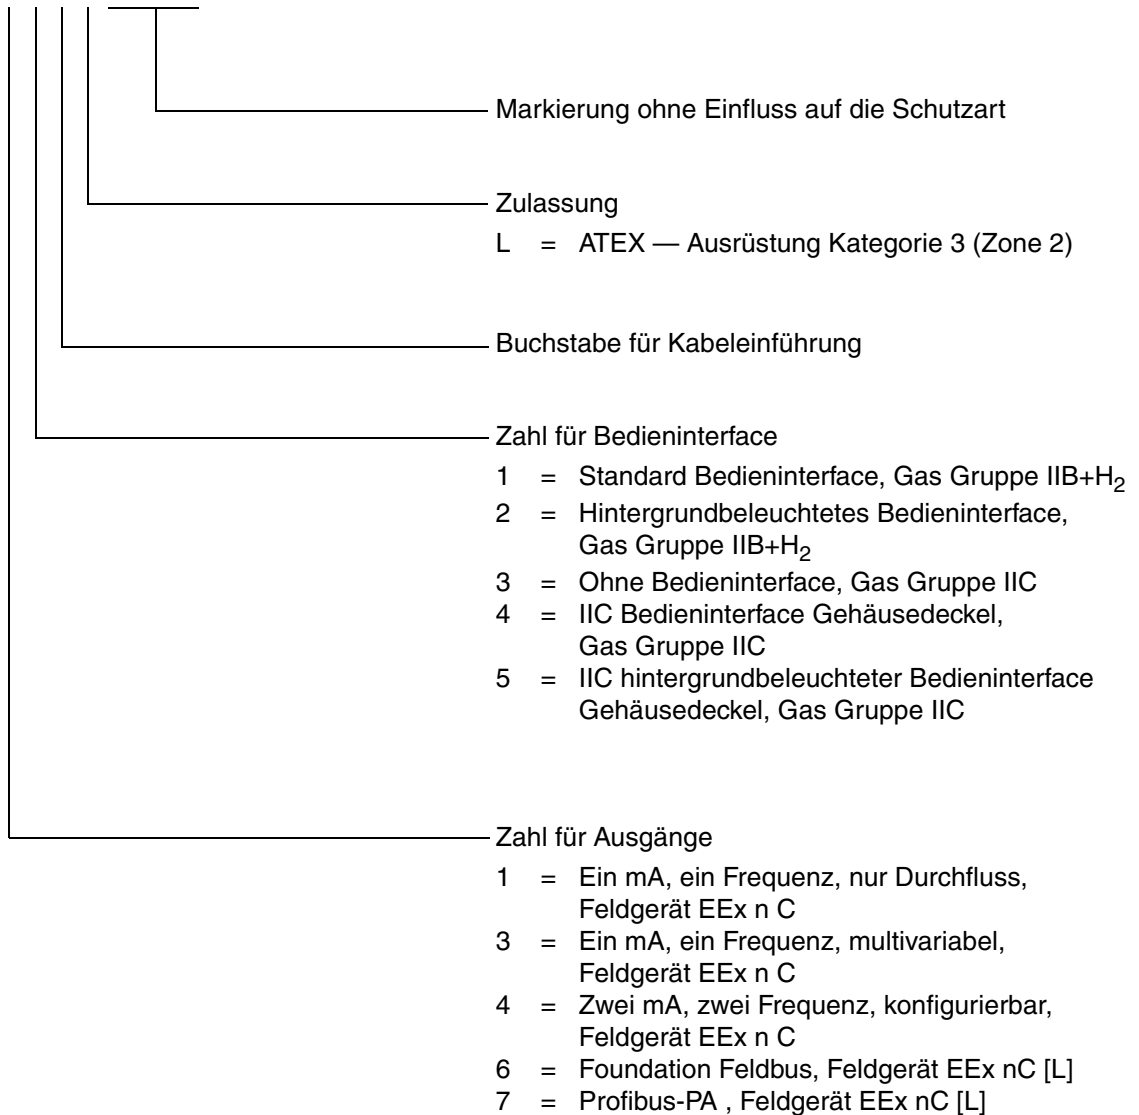 Markierung ohne Einfluss auf die Schutzart
Zulassung
L = ATEX — Ausrüstung Kategorie 3 (Zone 2)
Buchstabe für Kabeleinführung
Zahl für Bedieninterface
1 = Standard Bedieninterface, Gas Gruppe IIB+H₂
2 = Hintergrundbeleuchtetes Bedieninterface,
Gas Gruppe IIB+H₂
3 = Ohne Bedieninterface, Gas Gruppe IIC
4 = IIC Bedieninterface Gehäusedeckel,
Gas Gruppe IIC
5 = IIC hintergrundbeleuchteter Bedieninterface
Gehäusedeckel, Gas Gruppe IIC
Zahl für Ausgänge
1 = Ein mA, ein Frequenz, nur Durchfluss,
Feldgerät EEx n C
3 = Ein mA, ein Frequenz, multivariabel,
Feldgerät EEx n C
4 = Zwei mA, zwei Frequenz, konfigurierbar,
Feldgerät EEx n C
6 = Foundation Feldbus, Feldgerät EEx nC [L]
7 = Profibus-PA , Feldgerät EEx nC [L]